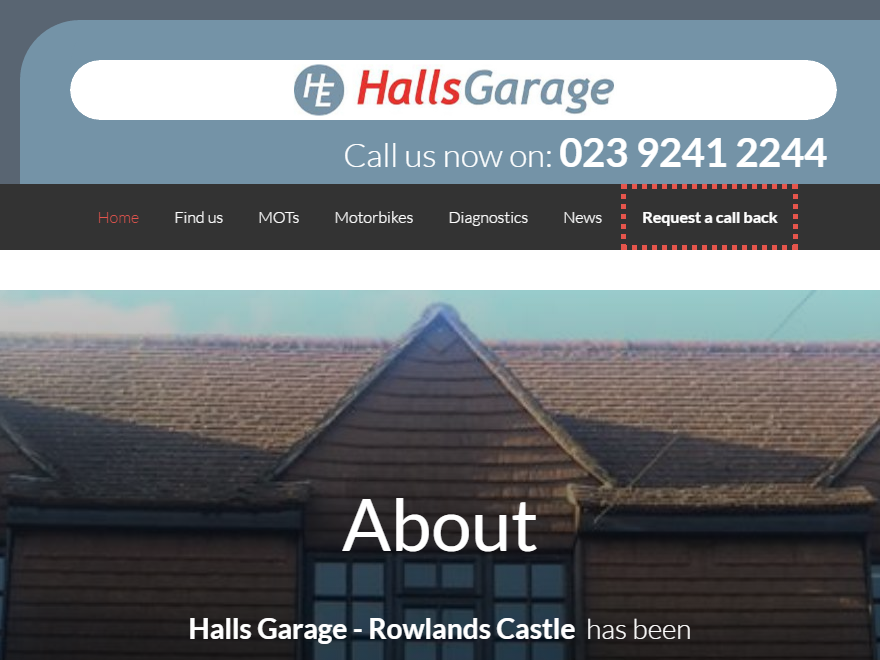 HE HallsGarage
Call us now on: 023 9241 2244
Home Find us MOTs Motorbikes Diagnostics News Request a call back
About
Halls Garage - Rowlands Castle has been